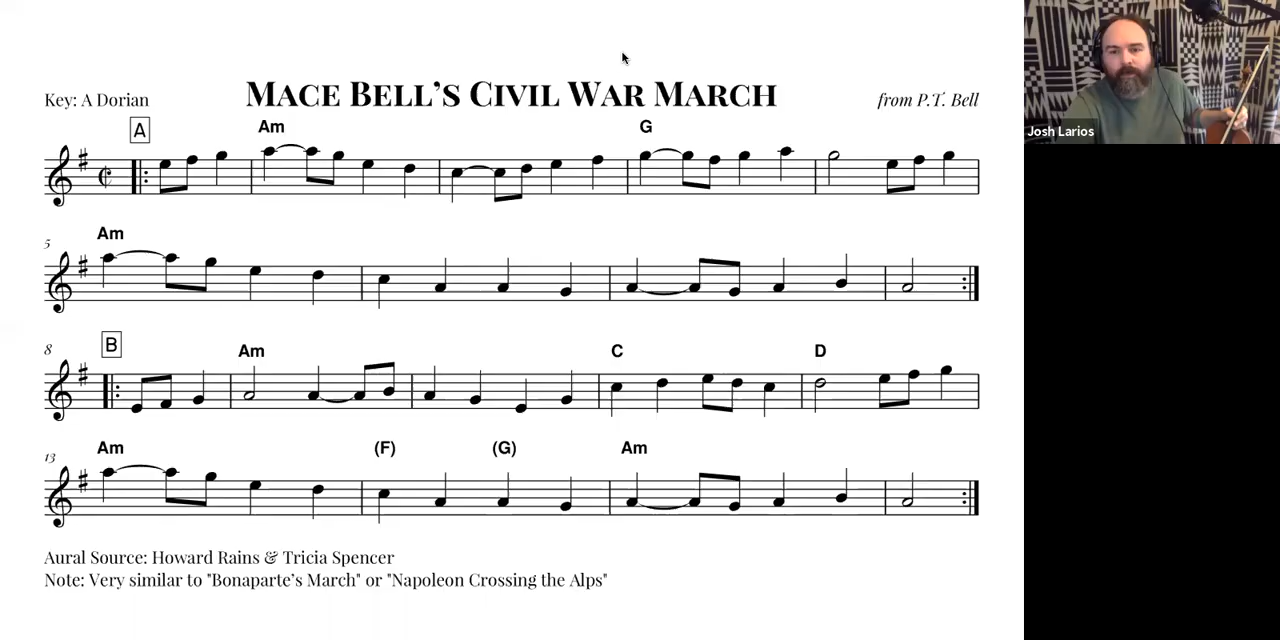 Key: A Dorian
MACE BELL'S CIVIL WAR MARCH
from P.T. Bell
A
Am
G
5
Am
8
B
Am
C
D
13
Am
(F)
(G)
Am
Aural Source: Howard Rains & Tricia Spencer
Note: Very similar to "Bonaparte's March" or "Napoleon Crossing the Alps"
Josh Larios